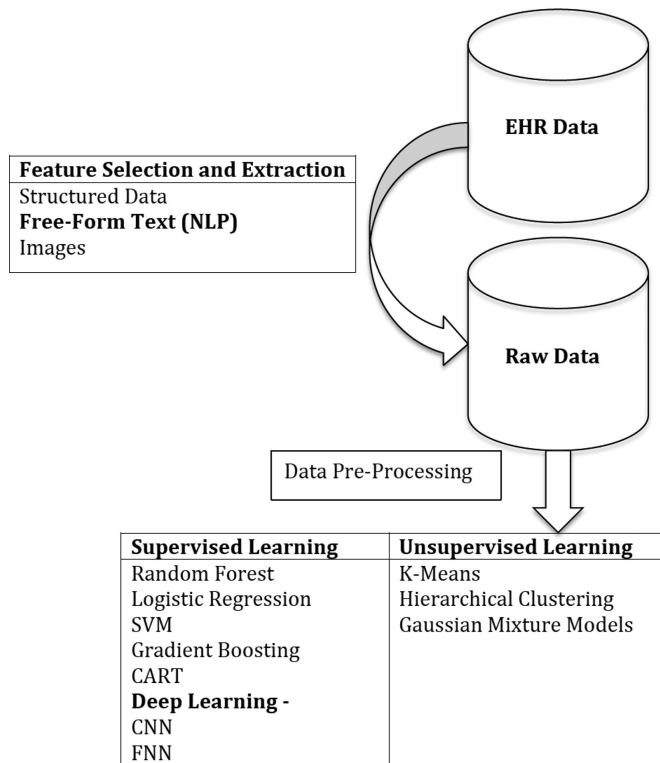 EHR Data
Feature Selection and Extraction
Structured Data
Free-Form Text (NLP)
Images
Raw Data
Data Pre-Processing
Supervised Learning
Random Forest
Logistic Regression
SVM
Gradient Boosting
CART
Deep Learning -
CNN
FNN
Unsupervised Learning
K-Means
Hierarchical Clustering
Gaussian Mixture Models